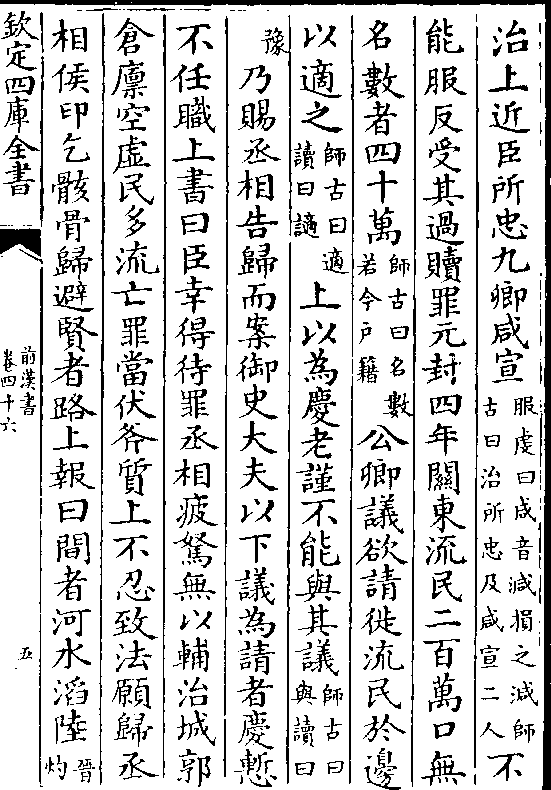 治上近臣所忠九卿咸宣服虔曰咸音減損之減師古曰治所忠及咸宣二人不
能服反受其過贖罪元封四年關東流民二百萬口無
名數者四十萬師古曰名數若今戶籍公卿議欲請徙流民於邊
以適之師古曰適讀曰讁上以為慶老謹不能與其議師古曰與讀曰
豫乃賜丞相告歸而案御史大夫以下議為請者慶慙
不任職上書曰臣幸得待罪丞相疲駑無以輔治城郭
倉廩空虛民多流亡罪當伏斧質上不忍致法願歸丞
相侯印乞骸骨歸避賢者路上報曰間者河水滔陸晉灼
欽定四庫全書
前漢書
卷四十六
五